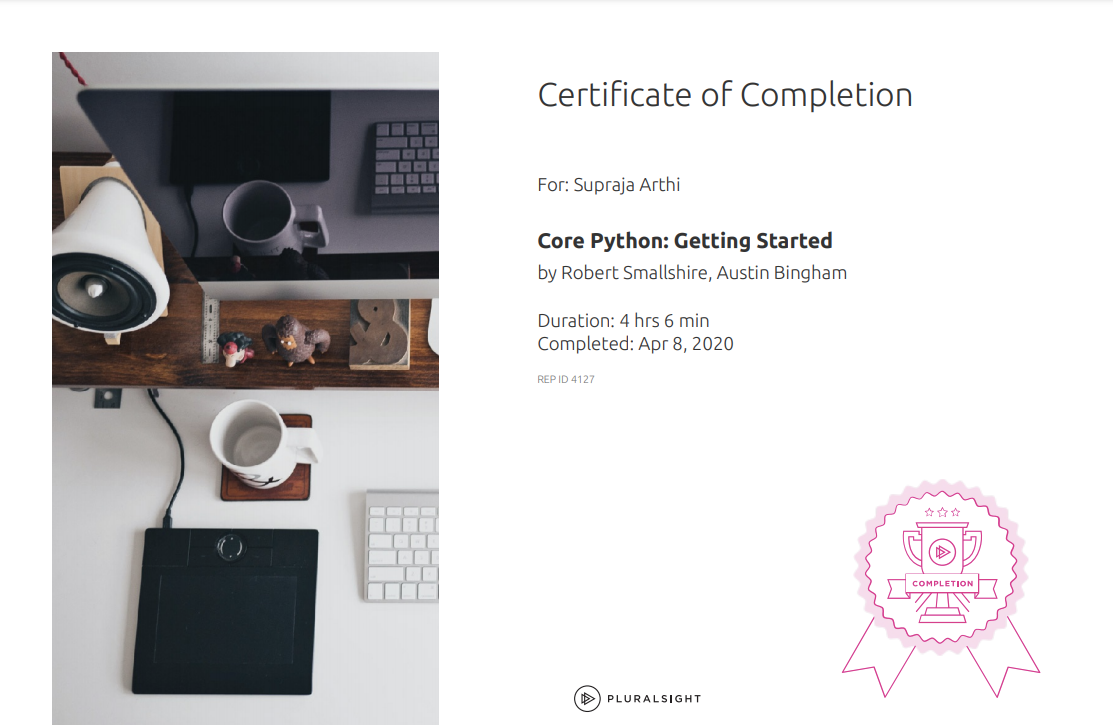 Certificate of Completion
For: Supraja Arthi
Core Python: Getting Started
by Robert Smallshire, Austin Bingham
Duration: 4 hrs 6 min
Completed: Apr 8, 2020
REP ID 4127
COMPLETION
PLURALSIGHT